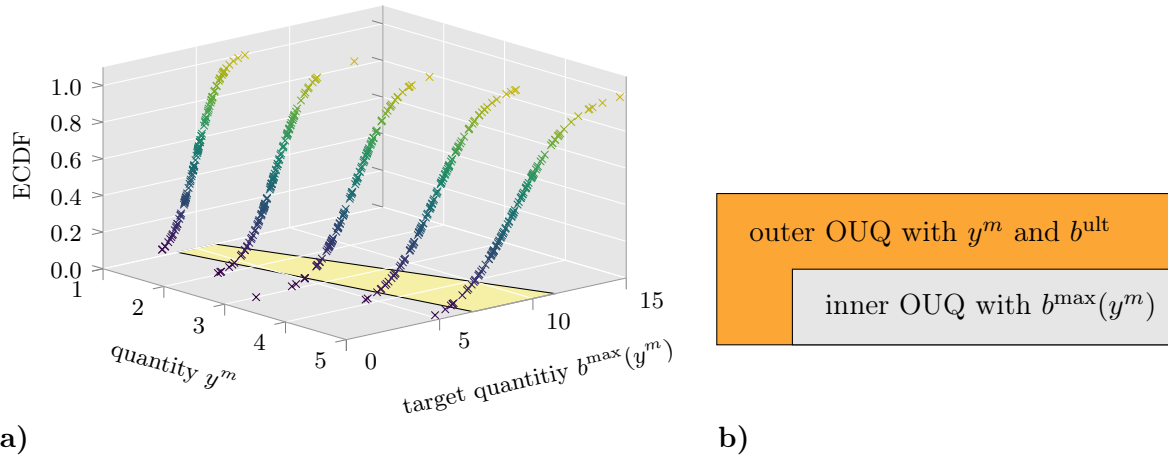 1.0
0.8
0.6
0.4
0.2
0.0
ECDF
1
2
3
4
5
quantity y^m
0
5
10
15
target quantitiy b^max(y^m)
a)
outer OUQ with y^m and b^ult
inner OUQ with b^max(y^m)
b)